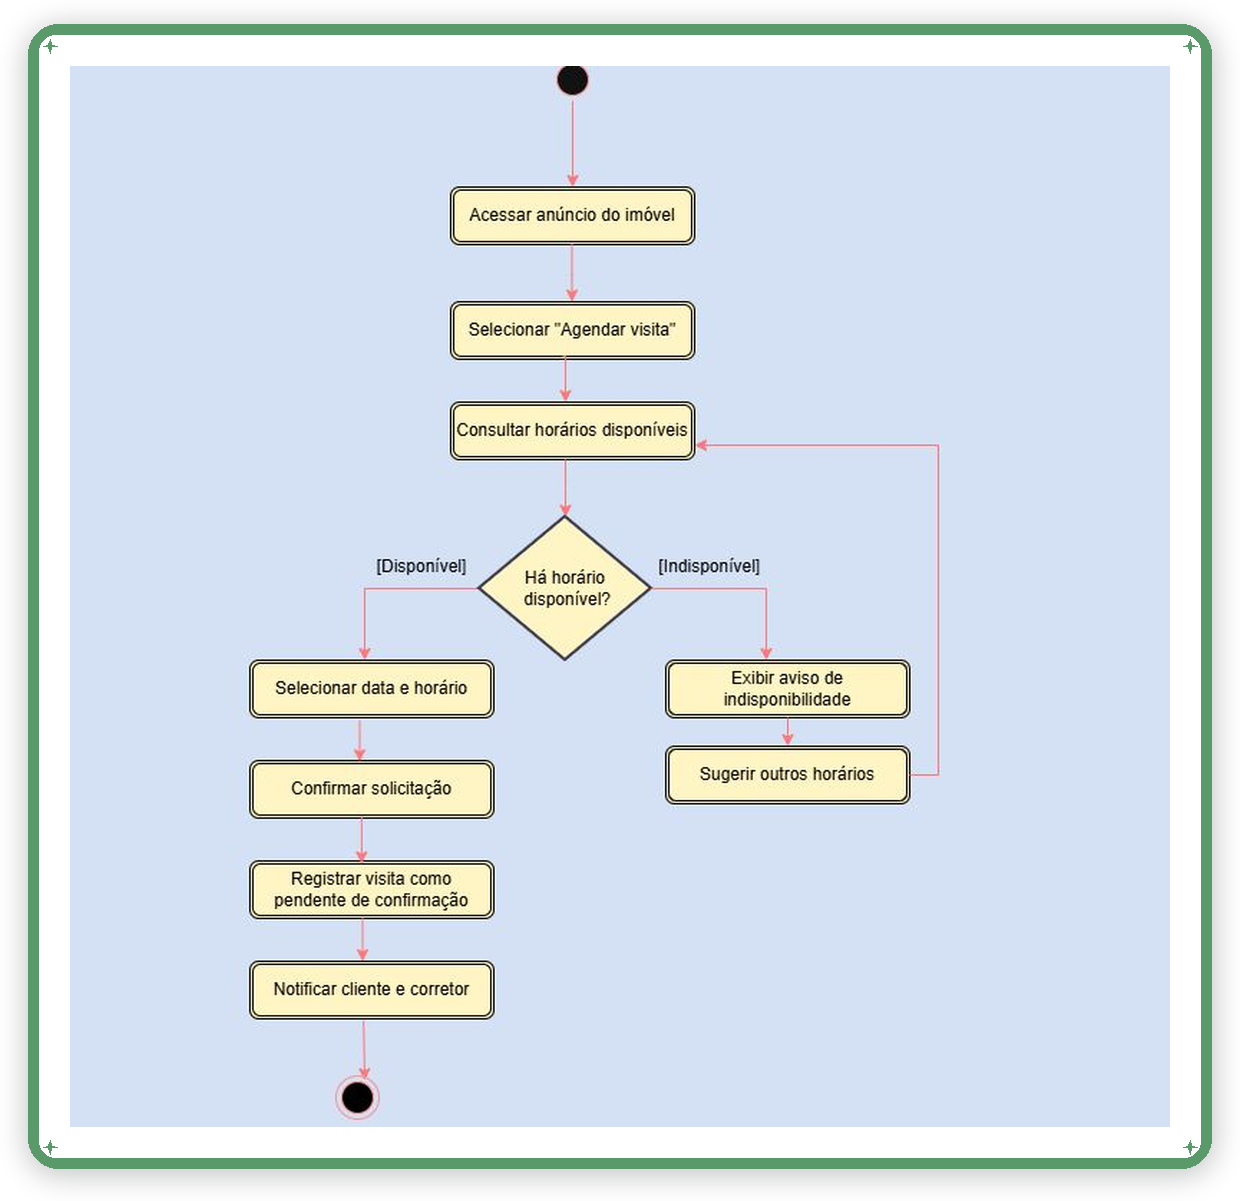 Acessar anúncio do imóvel
Selecionar "Agendar visita"
Consultar horários disponíveis
[Disponível]
[Indisponível]
Há horário
disponível?
Selecionar data e horário
Exibir aviso de
indisponibilidade
Confirmar solicitação
Sugerir outros horários
Registrar visita como
pendente de confirmação
Notificar cliente e corretor